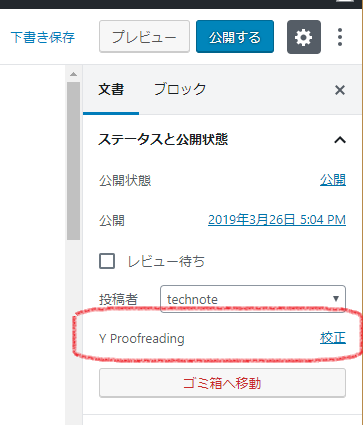 下書き保存 プレビュー 公開する
文書 ブロック
ステータスと公開状態
公開状態 公開
公開 2019年3月26日 5:04 PM
レビュー待ち
投稿者 technote
Y Proofreading 校正
ゴミ箱へ移動